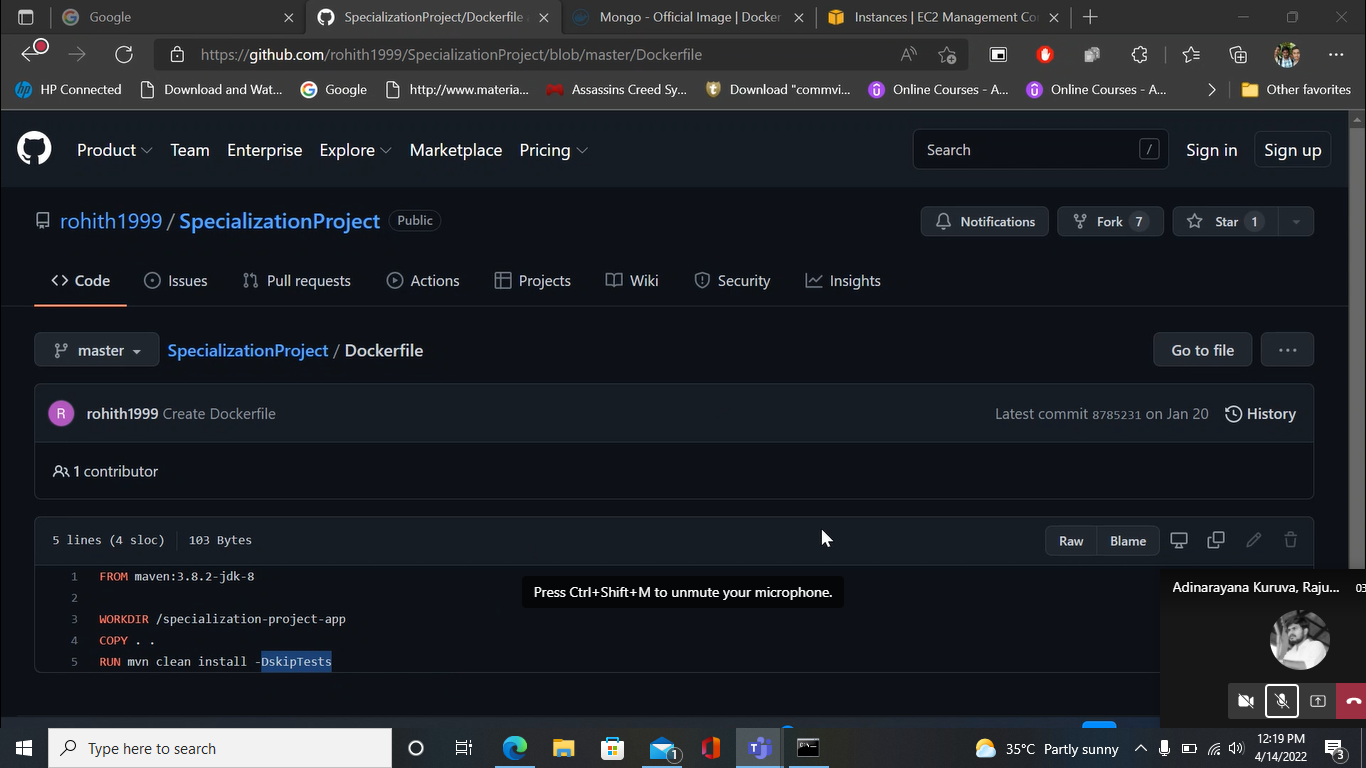 Google
SpecializationProject/Dockerfile
Mongo - Official Image | Docker
Instances | EC2 Management Co
https://github.com/rohith1999/SpecializationProject/blob/master/Dockerfile
HP Connected
Download and Wat...
Google
http://www.materia...
Assassins Creed Sy...
Download "commvi...
Online Courses - A...
Online Courses - A...
Other favorites
Product
Team
Enterprise
Explore
Marketplace
Pricing
Search /
Sign in
Sign up
rohith1999 / SpecializationProject Public
Notifications
Fork 7
Star 1
Code
Issues
Pull requests
Actions
Projects
Wiki
Security
Insights
master
SpecializationProject / Dockerfile
Go to file
R rohith1999 Create Dockerfile
Latest commit 8785231 on Jan 20
History
1 contributor
5 lines (4 sloc) 103 Bytes
Raw
Blame
1 FROM maven:3.8.2-jdk-8
2
3 WORKDIR /specialization-project-app
4 COPY . .
5 RUN mvn clean install -DskipTests
Press Ctrl+Shift+M to unmute your microphone.
Adinarayana Kuruva, Raju... 03
Type here to search
1
35°C Partly sunny
12:19 PM
4/14/2022
3